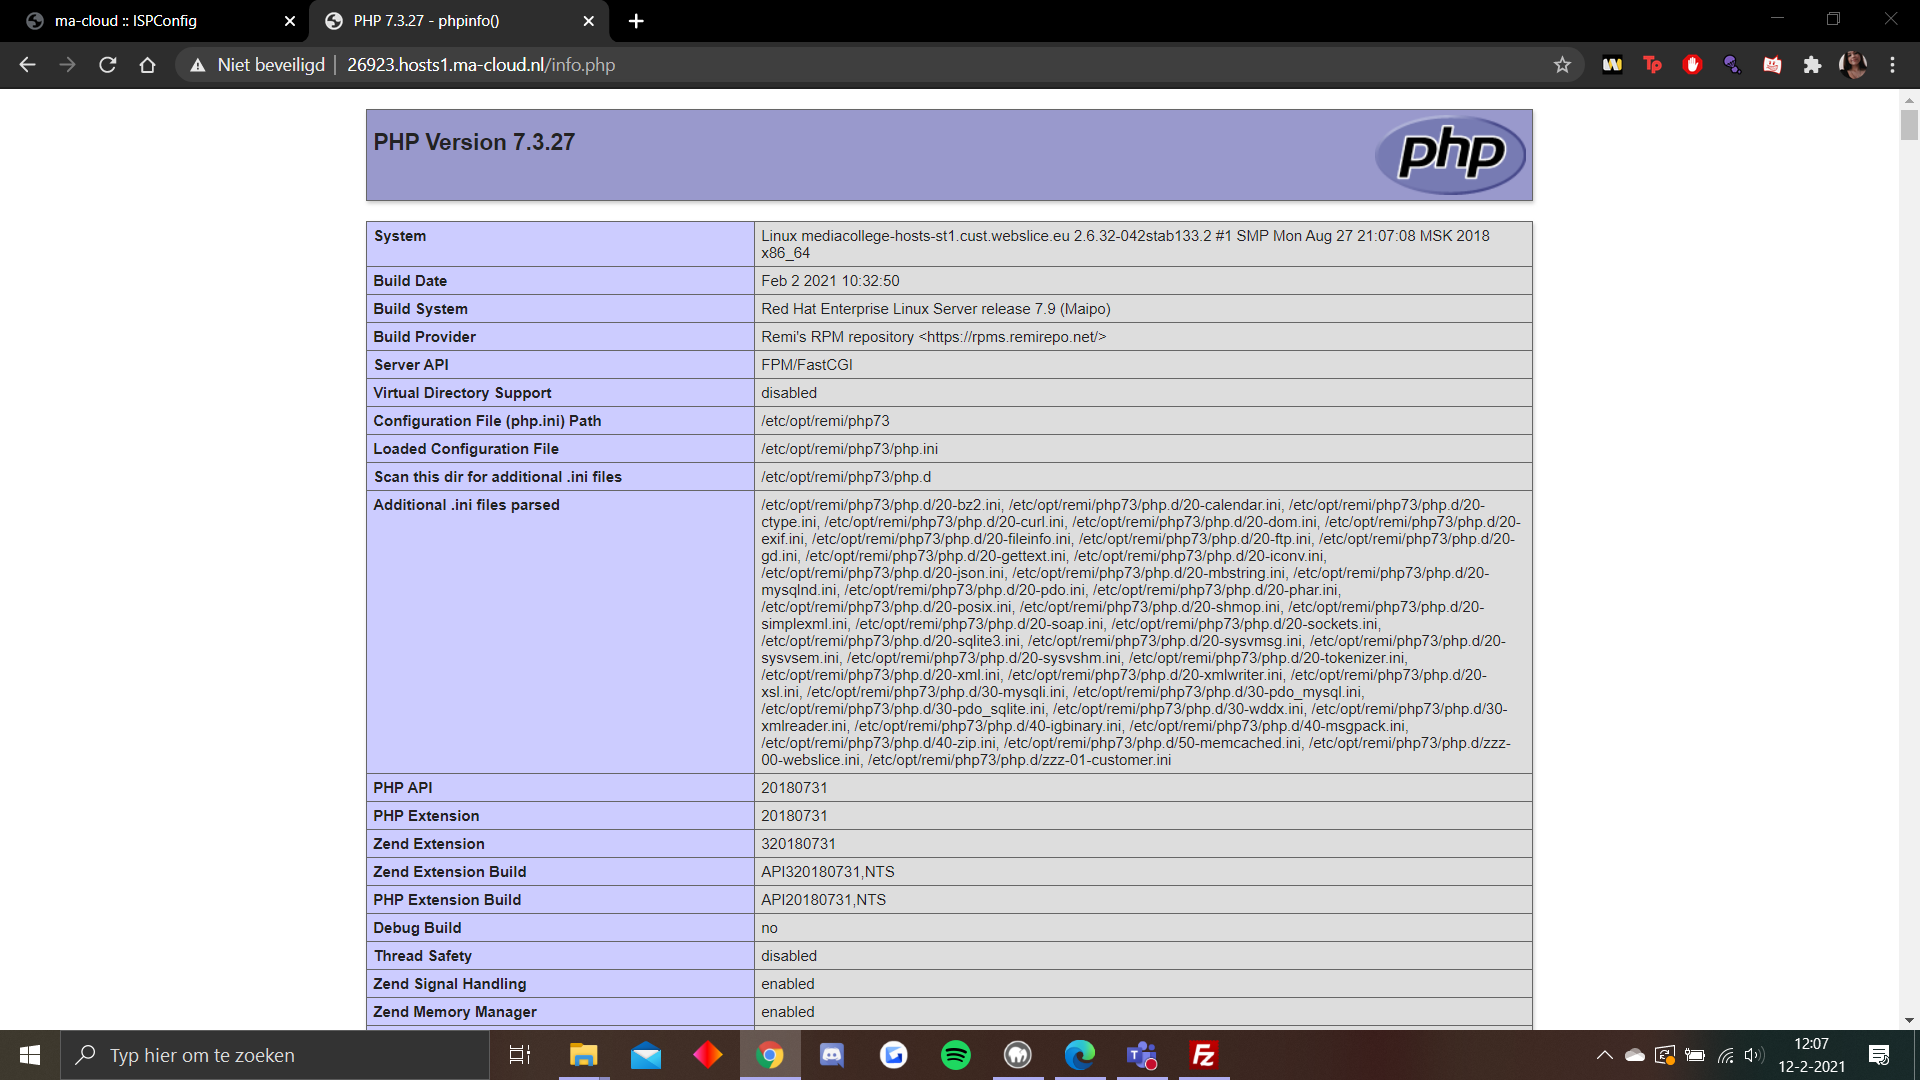 ma-cloud :: ISPConfig
PHP 7.3.27 - phpinfo()
Niet beveiligd
26923.hosts1.ma-cloud.nl/info.php
Tp
PHP Version 7.3.27
php
System
Linux mediacollege-hosts-st1.cust.webslice.eu 2.6.32-042stab133.2 #1 SMP Mon Aug 27 21:07:08 MSK 2018
x86_64
Build Date
Feb 2 2021 10:32:50
Build System
Red Hat Enterprise Linux Server release 7.9 (Maipo)
Build Provider
Remi's RPM repository <https://rpms.remirepo.net/>
Server API
FPM/FastCGI
Virtual Directory Support
disabled
Configuration File (php.ini) Path
/etc/opt/remi/php73
Loaded Configuration File
/etc/opt/remi/php73/php.ini
Scan this dir for additional .ini files
/etc/opt/remi/php73/php.d
Additional .ini files parsed
/etc/opt/remi/php73/php.d/20-bz2.ini, /etc/opt/remi/php73/php.d/20-calendar.ini, /etc/opt/remi/php73/php.d/20-
ctype.ini, /etc/opt/remi/php73/php.d/20-curl.ini, /etc/opt/remi/php73/php.d/20-dom.ini, /etc/opt/remi/php73/php.d/20-
exif.ini, /etc/opt/remi/php73/php.d/20-fileinfo.ini, /etc/opt/remi/php73/php.d/20-ftp.ini, /etc/opt/remi/php73/php.d/20-
gd.ini, /etc/opt/remi/php73/php.d/20-gettext.ini, /etc/opt/remi/php73/php.d/20-iconv.ini,
/etc/opt/remi/php73/php.d/20-json.ini, /etc/opt/remi/php73/php.d/20-mbstring.ini, /etc/opt/remi/php73/php.d/20-
mysqlnd.ini, /etc/opt/remi/php73/php.d/20-pdo.ini, /etc/opt/remi/php73/php.d/20-phar.ini,
/etc/opt/remi/php73/php.d/20-posix.ini, /etc/opt/remi/php73/php.d/20-shmop.ini, /etc/opt/remi/php73/php.d/20-
simplexml.ini, /etc/opt/remi/php73/php.d/20-soap.ini, /etc/opt/remi/php73/php.d/20-sockets.ini,
/etc/opt/remi/php73/php.d/20-sqlite3.ini, /etc/opt/remi/php73/php.d/20-sysvmsg.ini, /etc/opt/remi/php73/php.d/20-
sysvsem.ini, /etc/opt/remi/php73/php.d/20-sysvshm.ini, /etc/opt/remi/php73/php.d/20-tokenizer.ini,
/etc/opt/remi/php73/php.d/20-xml.ini, /etc/opt/remi/php73/php.d/20-xmlwriter.ini, /etc/opt/remi/php73/php.d/20-
xsl.ini, /etc/opt/remi/php73/php.d/30-mysqli.ini, /etc/opt/remi/php73/php.d/30-pdo_mysql.ini,
/etc/opt/remi/php73/php.d/30-pdo_sqlite.ini, /etc/opt/remi/php73/php.d/30-wddx.ini, /etc/opt/remi/php73/php.d/30-
xmlreader.ini, /etc/opt/remi/php73/php.d/40-igbinary.ini, /etc/opt/remi/php73/php.d/40-msgpack.ini,
/etc/opt/remi/php73/php.d/40-zip.ini, /etc/opt/remi/php73/php.d/50-memcached.ini, /etc/opt/remi/php73/php.d/zzz-
00-webslice.ini, /etc/opt/remi/php73/php.d/zzz-01-customer.ini
PHP API
20180731
PHP Extension
20180731
Zend Extension
320180731
Zend Extension Build
API320180731,NTS
PHP Extension Build
API20180731,NTS
Debug Build
no
Thread Safety
disabled
Zend Signal Handling
enabled
Zend Memory Manager
enabled
Typ hier om te zoeken
12:07
12-2-2021